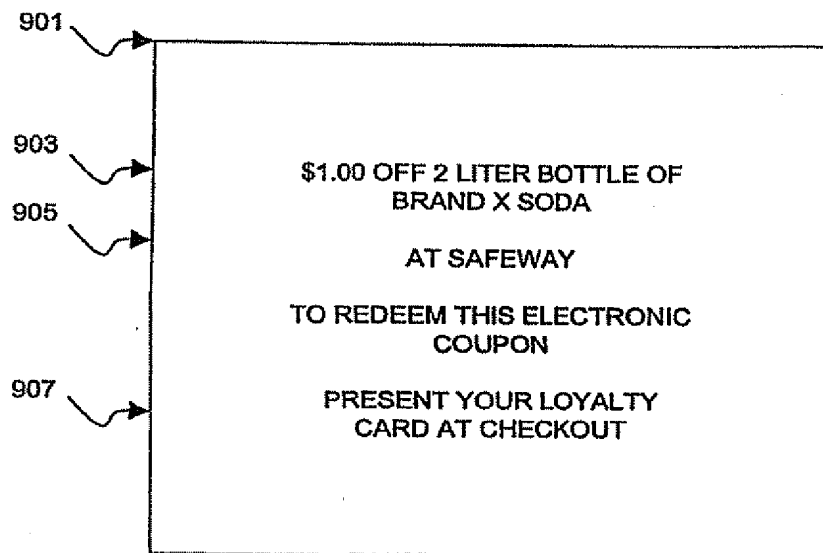 901
903
$1.00 OFF 2 LITER BOTTLE OF
BRAND X SODA
905
AT SAFEWAY
TO REDEEM THIS ELECTRONIC
COUPON
907
PRESENT YOUR LOYALTY
CARD AT CHECKOUT